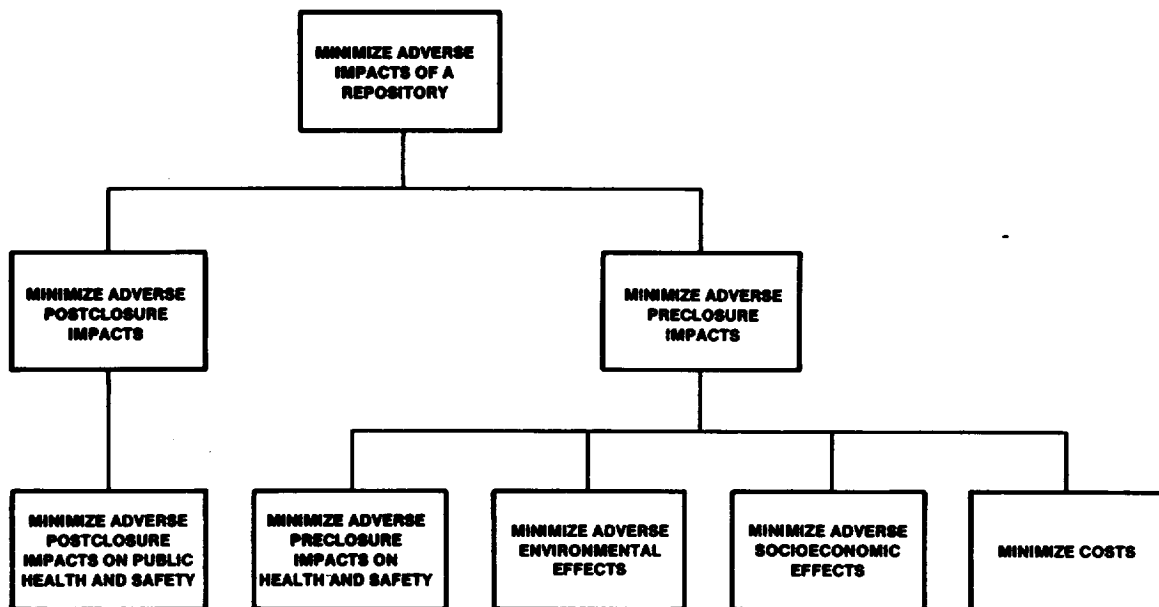 MINIMIZE ADVERSE
IMPACTS OF A
REPOSITORY
MINIMIZE ADVERSE
POSTCLOSURE
IMPACTS
MINIMIZE ADVERSE
PRECLOSURE
IMPACTS
MINIMIZE ADVERSE
POSTCLOSURE
IMPACTS ON PUBLIC
HEALTH AND SAFETY
MINIMIZE ADVERSE
PRECLOSURE
IMPACTS ON
HEALTH AND SAFETY
MINIMIZE ADVERSE
ENVIRONMENTAL
EFFECTS
MINIMIZE ADVERSE
SOCIOECONOMIC
EFFECTS
MINIMIZE COSTS